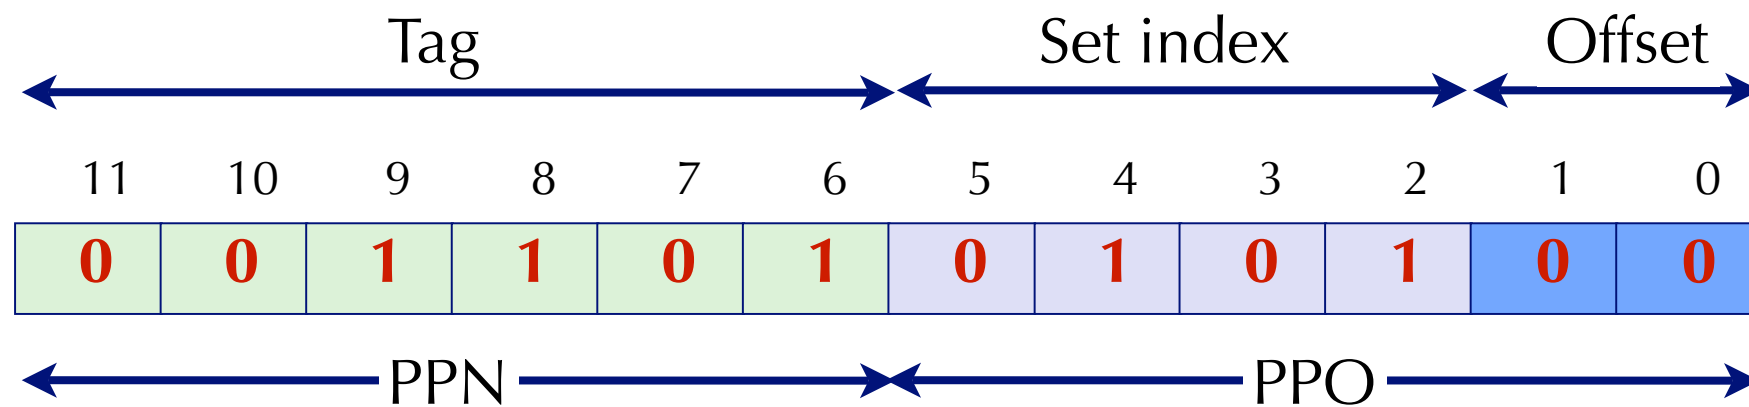 Tag Set index Offset
11 10 9 8 7 6 5 4 3 2 1 0
0 0 1 1 0 1 0 1 0 1 0 0
PPN PPO